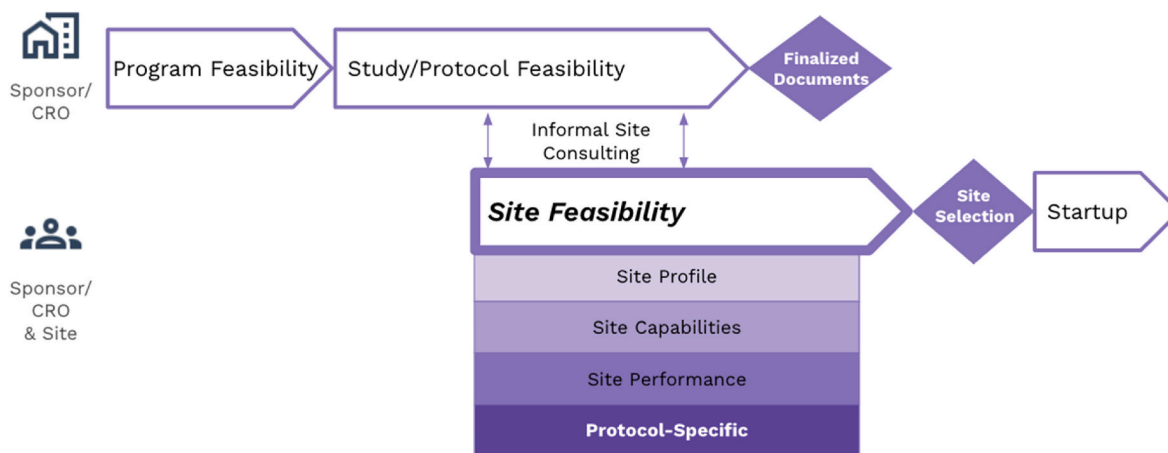 Sponsor/
CRO
Program Feasibility
Study/Protocol Feasibility
Finalized
Documents
Informal Site
Consulting
Sponsor/
CRO
& Site
Site Feasibility
Site
Selection
Startup
Site Profile
Site Capabilities
Site Performance
Protocol-Specific